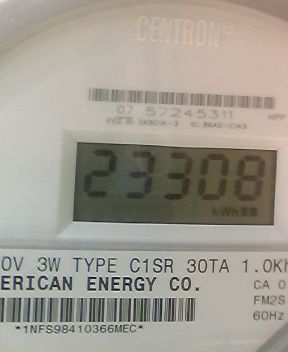 CENTRON®
07 57245311
23308
kWh
0V 3W TYPE C1SR 30TA 1.0Kh
ERICAN ENERGY CO.
CA 0
FM2S
60Hz
*1NFS98410366MEC*